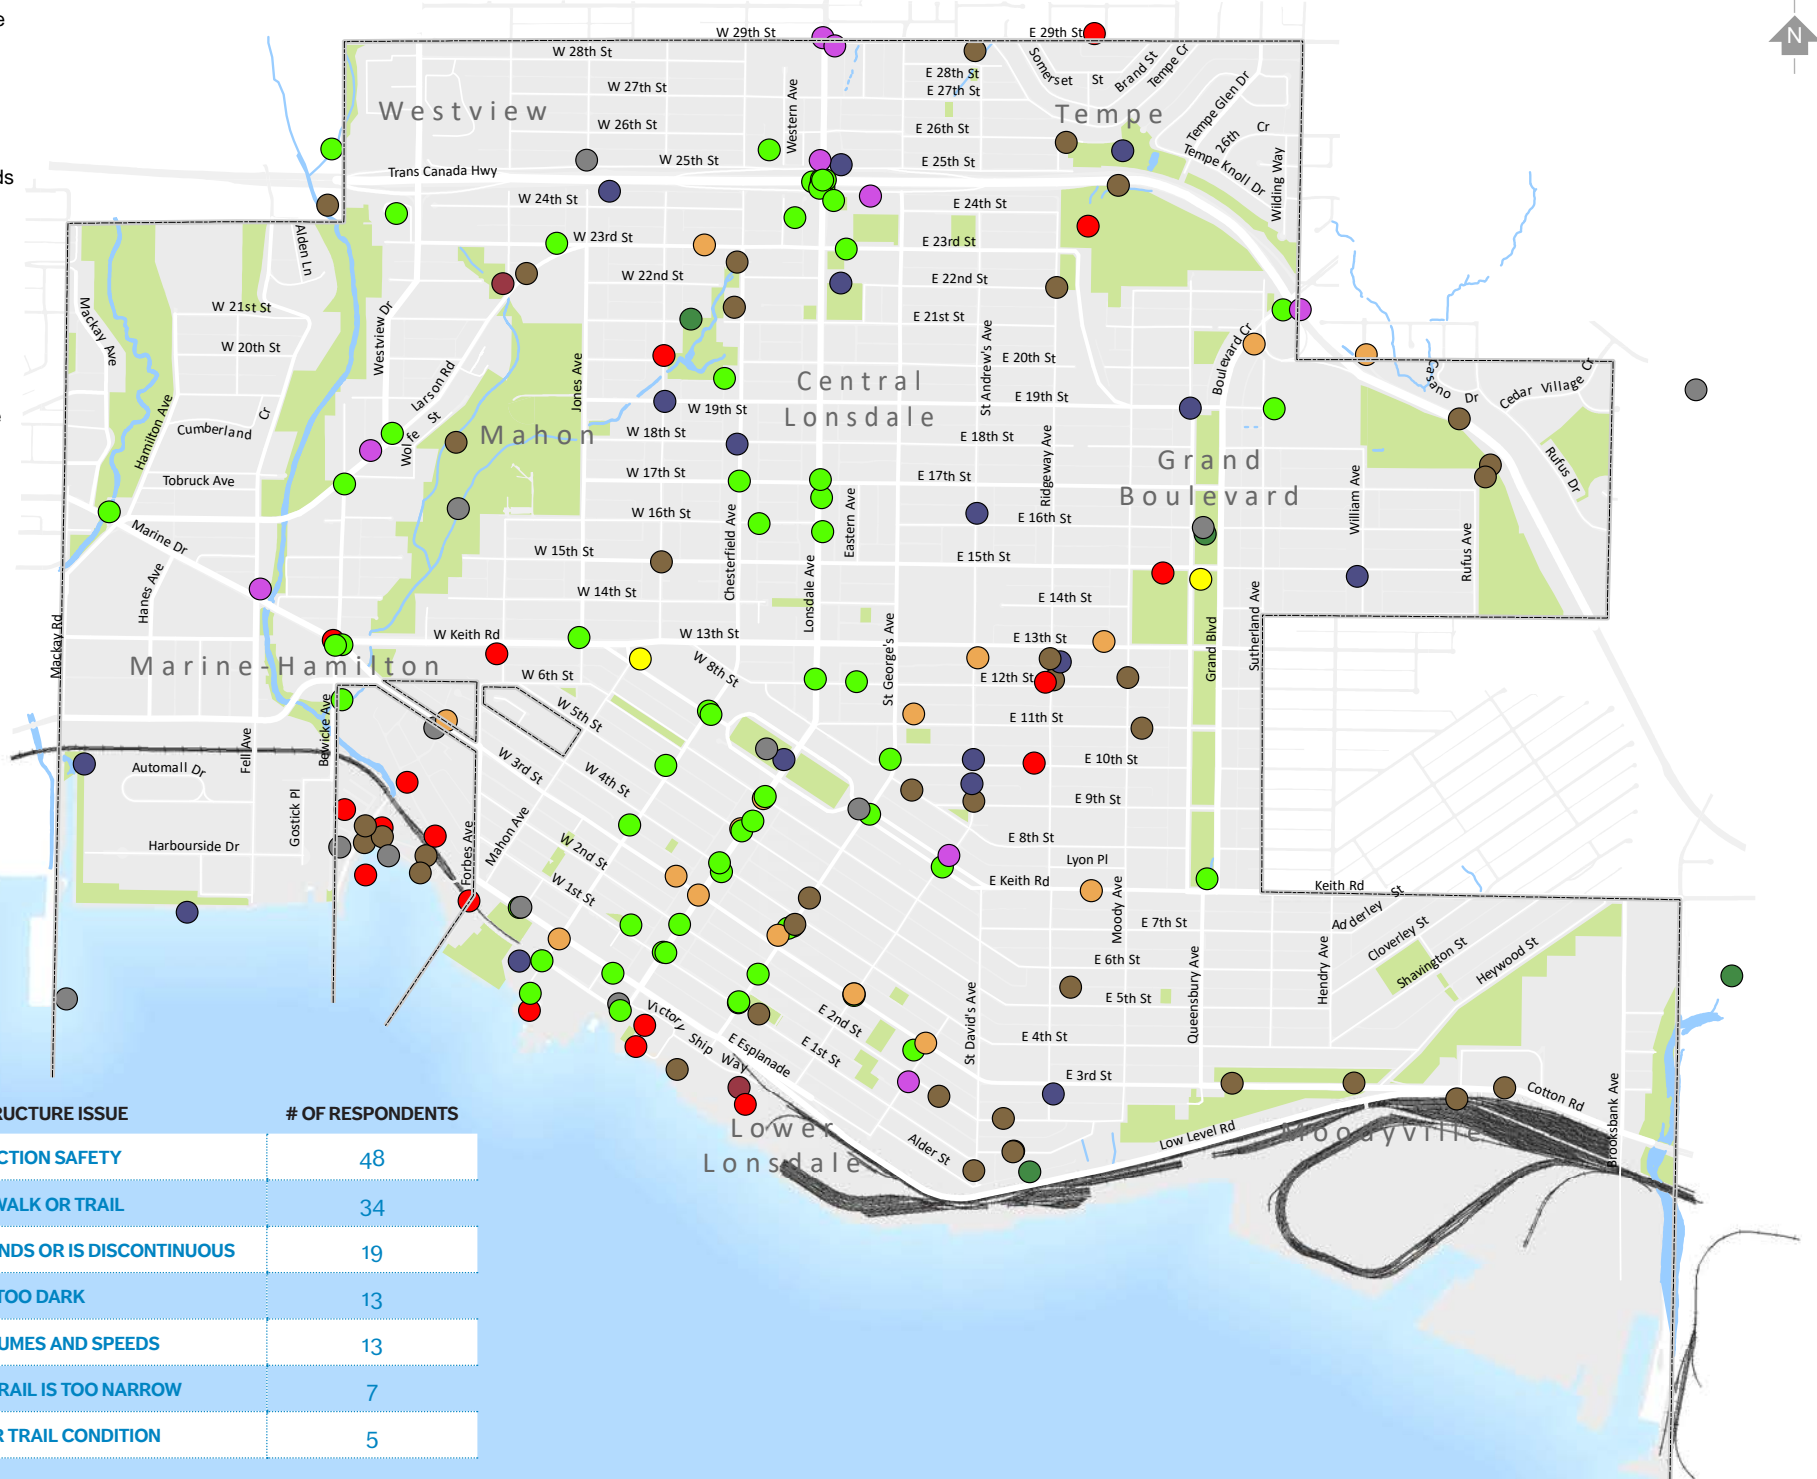 e
N
W 29th St
E 29th St
W 28th St
E 28th St
Somerset St
Brand St
Tempe Cr
W 27th St
E 27th St
Tempe Glen Dr
Western Ave
Westview
Tempe
W 26th St
E 26th St
26th Cr
W 25th St
E 25th St
Tempe Knoll Dr
ds
Trans Canada Hwy
Wilding Way
W 24th St
E 24th St
W 23rd St
E 23rd St
Alden Ln
W 22nd St
E 22nd St
W 21st St
E 21st St
Mackay Ave
Westview Dr
W 20th St
E 20th St
St Andrew's Ave
Boulevard Cr
Larson Rd
Jones Ave
Central
Lonsdale
Casano Dr
Cedar Village Cr
W 19th St
E 19th St
Hamilton Ave
Cumberland Cr
Wolfe St
Mahon
W 18th St
E 18th St
Ridgeway Ave
Grand
Boulevard
Rufus Dr
Tobruck Ave
W 17th St
E 17th St
William Ave
W 16th St
E 16th St
Eastern Ave
Marine Dr
Chesterfield Ave
W 15th St
E 15th St
Rufus Ave
Hanes Ave
Lonsdale Ave
W 14th St
E 14th St
Sutherland Ave
Mackay Rd
W Keith Rd
W 13th St
E 13th St
St George's Ave
Grand Blvd
Marine-Hamilton
W 8th St
W 6th St
E 12th St
W 5th St
E 11th St
Bewicke Ave
Fell Ave
Automall Dr
W 3rd St
W 4th St
E 10th St
Gostick Pl
E 9th St
Harbourside Dr
Forbes Ave
Mahon Ave
W 2nd St
E 8th St
Lyon Pl
W 1st St
E Keith Rd
Moody Ave
Keith Rd
Adderley St
E 7th St
Cloverley St
Queensbury Ave
Hendry Ave
E 6th St
Shavington St
Heywood St
E 5th St
Victory Ship Way
E 2nd St
St David's Ave
E Esplanade
E 1st St
E 4th St
E 3rd St
Cotton Rd
Brooksbank Ave
Lower
Lonsdale
Alder St
Low Level Rd
Moodyville
RUCTURE ISSUE # OF RESPONDENTS
CTION SAFETY 48
WALK OR TRAIL 34
NDS OR IS DISCONTINUOUS 19
TOO DARK 13
UMES AND SPEEDS 13
RAIL IS TOO NARROW 7
R TRAIL CONDITION 5